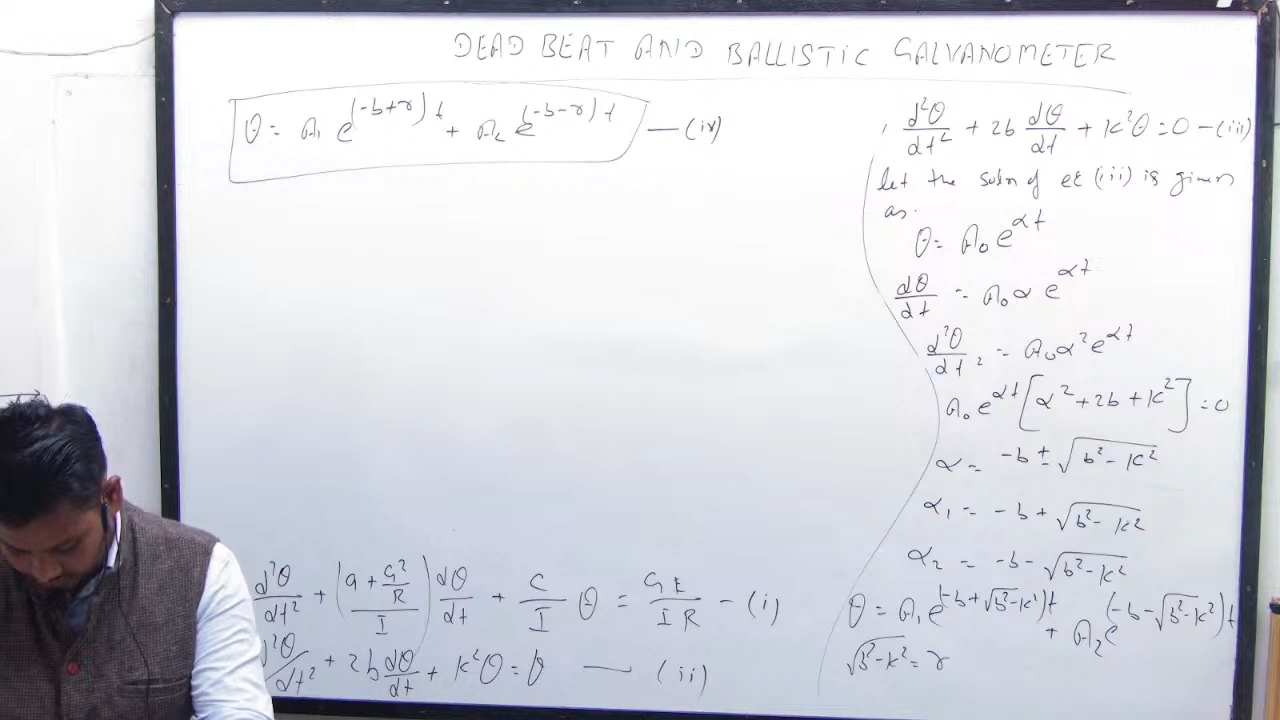 DEAD BEAT AND BALLISTIC GALVANOMETER
θ = A₁ e^(-b+r)t + A₂ e^(-b-r)t — (iv)
d²θ/dt² + (a + G²/R / I) dθ/dt + C/I θ = GE/IR - (i)
d²θ/dt² + 2b dθ/dt + k²θ = θ — (ii)
d²θ/dt² + 2b dθ/dt + k²θ = 0 - (iii)
let the soln of eq (iii) is given
as.
θ = A₀ e^αt
dθ/dt = A₀ α e^αt
d²θ/dt² = A₀ α² e^αt
A₀ e^αt [α² + 2b + k²] = 0
α = -b ± √(b² - k²)
α₁ = -b + √(b² - k²)
α₂ = -b - √(b² - k²)
θ = A₁ e^(-b + √(b² - k²))t + A₂ e^(-b - √(b² - k²))t
√(b² - k²) = r